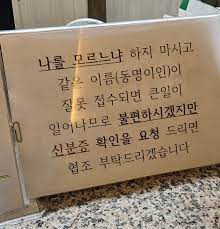 나를 모르느냐 하지 마시고
같은 이름(동명이인)이
잘못 접수되면 큰일이
일어나므로 불편하시겠지만
신분증 확인을 요청 드리면
협조 부탁드리겠습니다